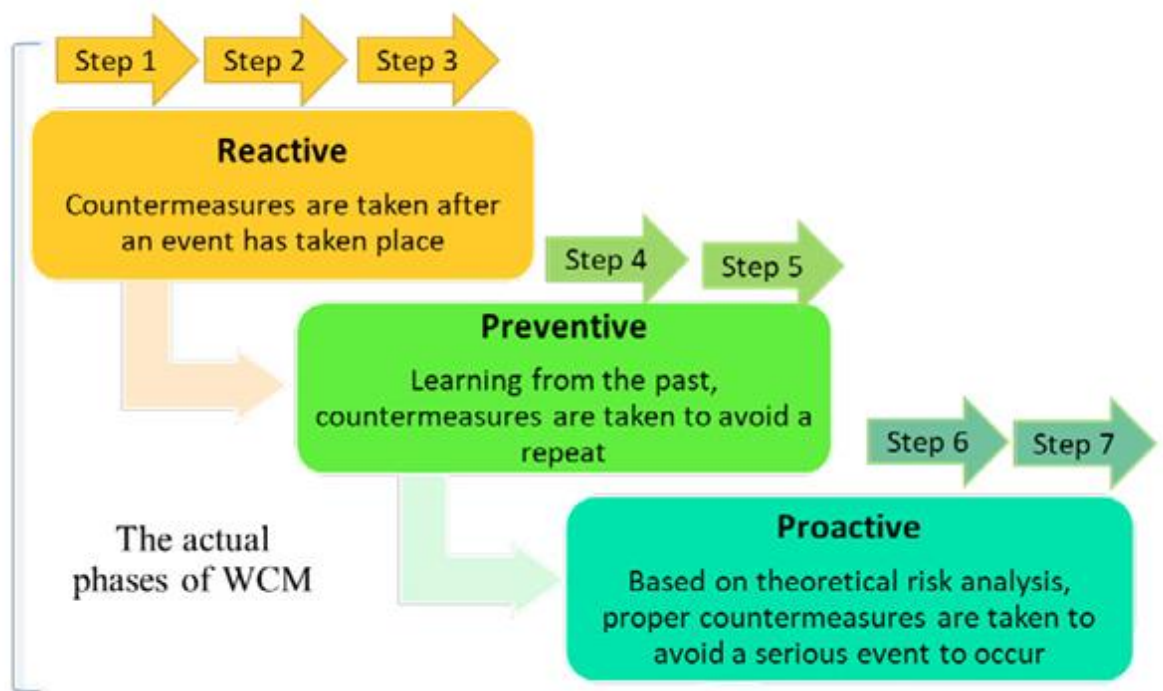 Step 1
Step 2
Step 3
Reactive
Countermeasures are taken after
an event has taken place
Step 4
Step 5
Preventive
Learning from the past,
countermeasures are taken to avoid a
repeat
Step 6
Step 7
Proactive
Based on theoretical risk analysis,
proper countermeasures are taken to
avoid a serious event to occur
The actual
phases of WCM